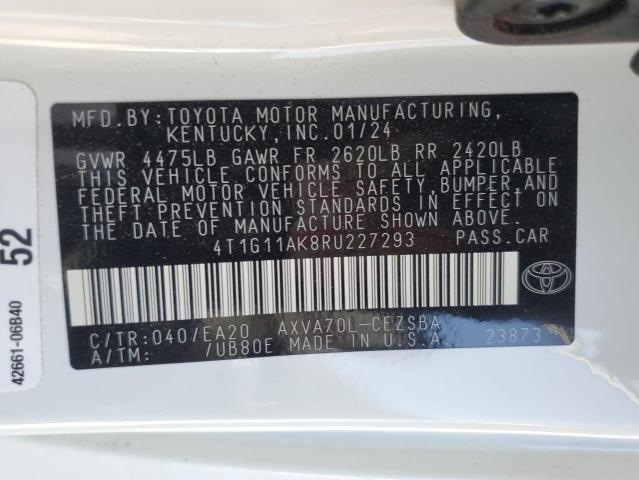 MFD.BY: TOYOTA MOTOR MANUFACTURING,
KENTUCKY, INC. 01/24
GVWR 4475LB GAWR FR 2620LB RR 2420LB
THIS VEHICLE CONFORMS TO ALL APPLICABLE
FEDERAL MOTOR VEHICLE SAFETY, BUMPER, AND
THEFT PREVENTION STANDARDS IN EFFECT ON
THE DATE OF MANUFACTURE SHOWN ABOVE.
4T1G11AK8RU227293 PASS.CAR
C/TR: 040/EA20 AXVA70L-CEZSBA
A/TM: /UB80E MADE IN U.S.A. 23873
TOYOTA
52
42661-06B40